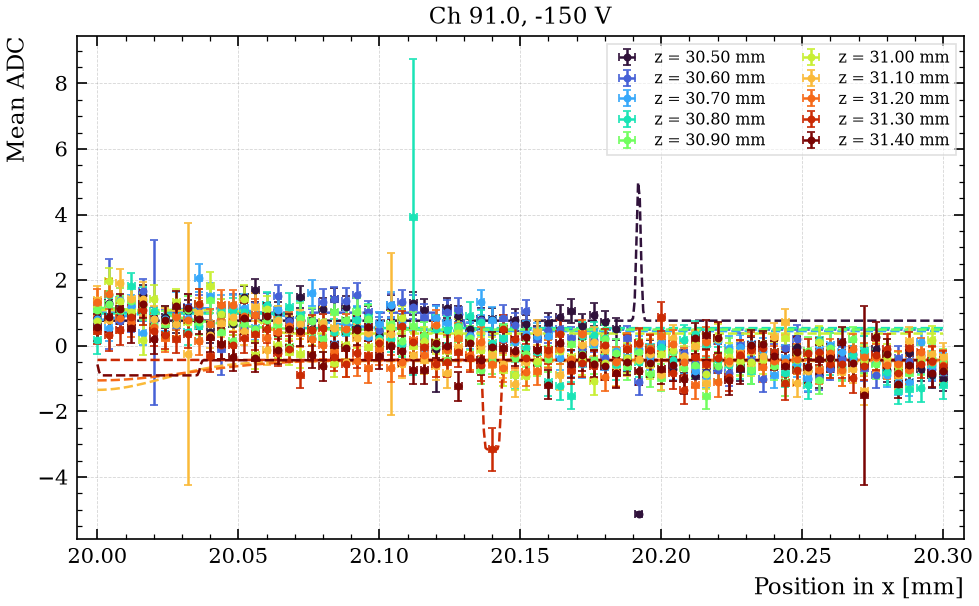 Ch 91.0, -150 V
Mean ADC
z = 30.50 mm
z = 30.60 mm
z = 30.70 mm
z = 30.80 mm
z = 30.90 mm
z = 31.00 mm
z = 31.10 mm
z = 31.20 mm
z = 31.30 mm
z = 31.40 mm
8
6
4
2
0
−2
−4
20.00 20.05 20.10 20.15 20.20 20.25 20.30
Position in x [mm]